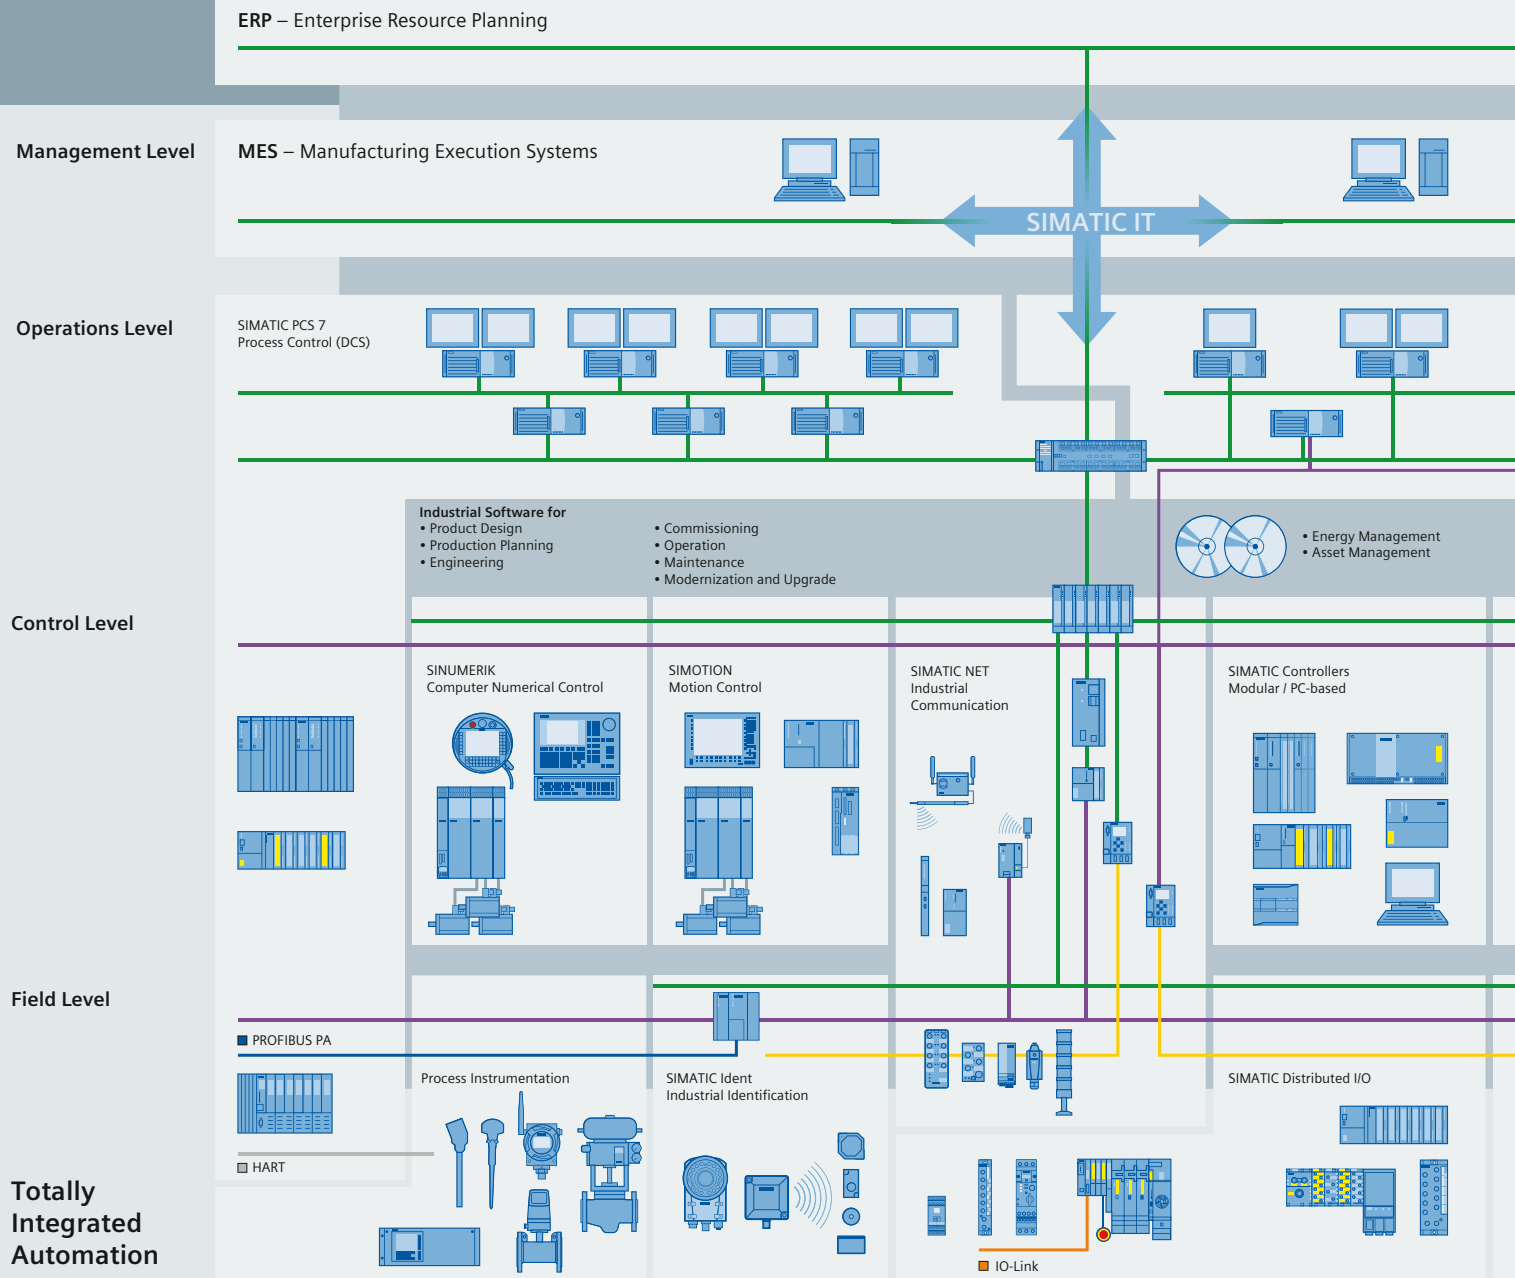 ERP – Enterprise Resource Planning
Management Level
MES – Manufacturing Execution Systems
SIMATIC IT
Operations Level
SIMATIC PCS 7
Process Control (DCS)
Industrial Software for
• Product Design
• Production Planning
• Engineering
• Commissioning
• Operation
• Maintenance
• Modernization and Upgrade
• Energy Management
• Asset Management
Control Level
SINUMERIK
Computer Numerical Control
SIMOTION
Motion Control
SIMATIC NET
Industrial
Communication
SIMATIC Controllers
Modular / PC-based
Field Level
PROFIBUS PA
Process Instrumentation
SIMATIC Ident
Industrial Identification
SIMATIC Distributed I/O
HART
IO-Link
Totally
Integrated
Automation